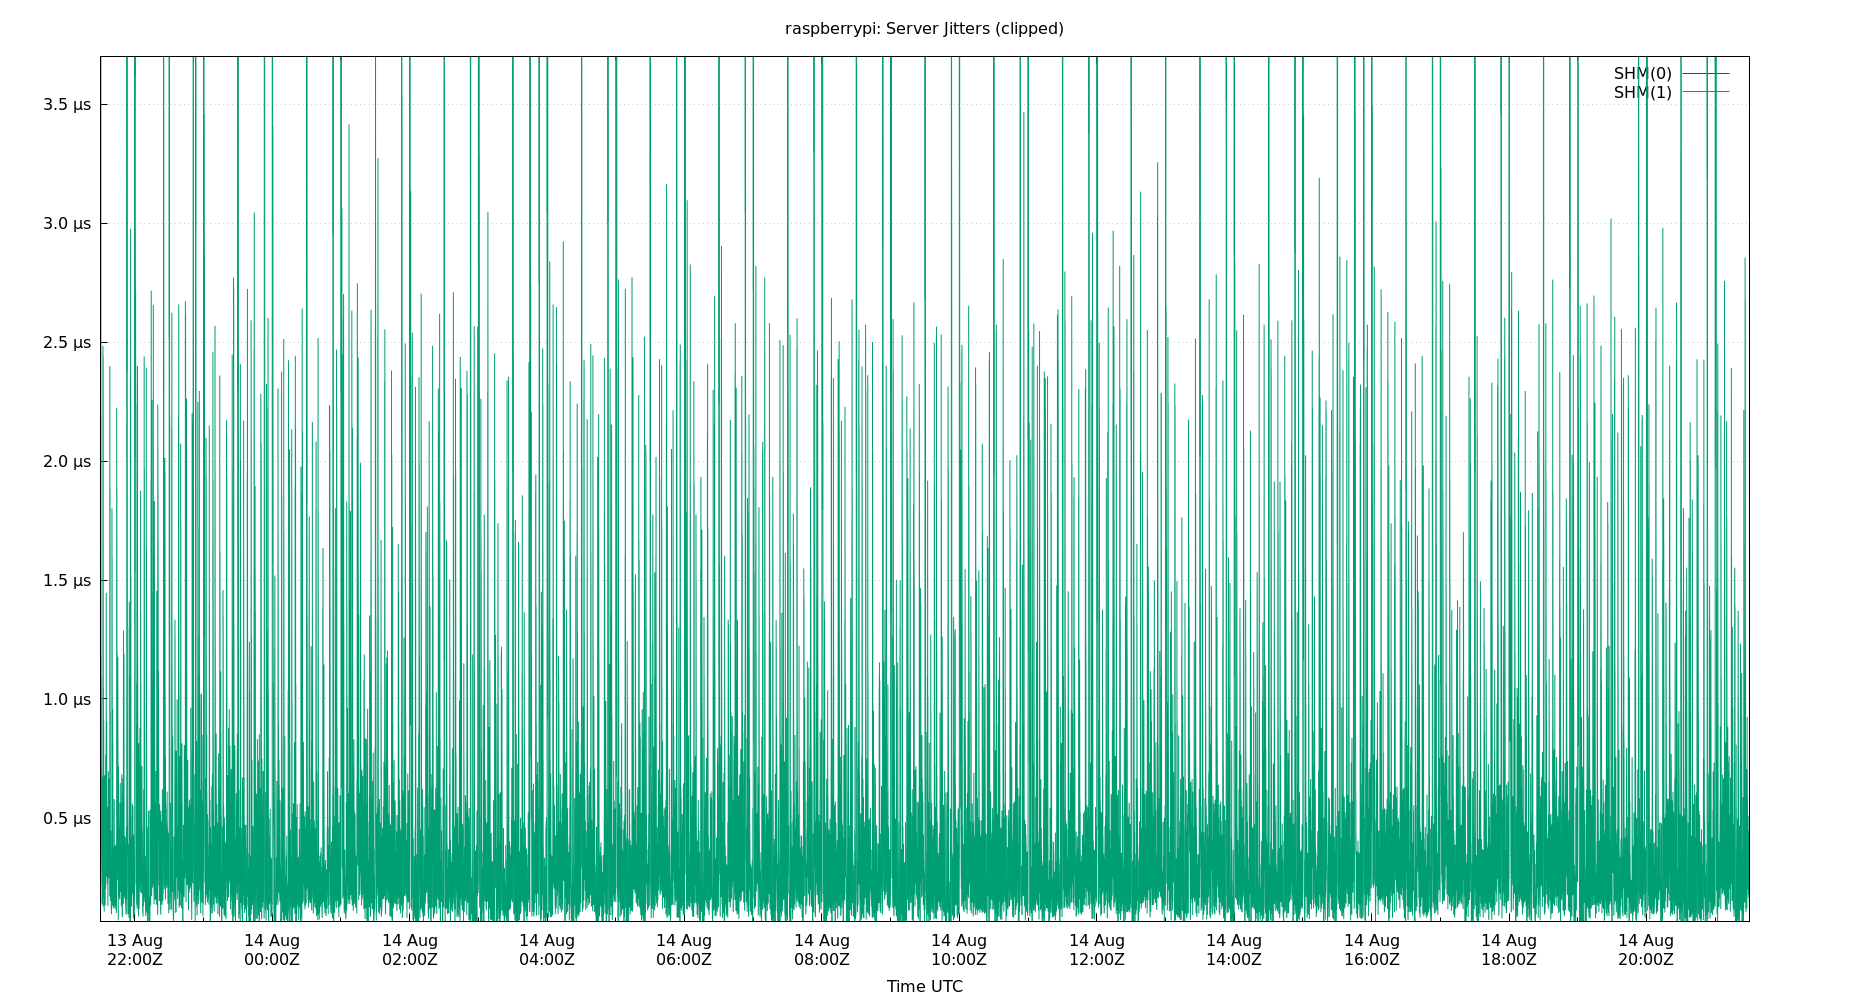 raspberrypi: Server Jitters (clipped)
SHM(0)
SHM(1)
3.5 µs
3.0 µs
2.5 µs
2.0 µs
1.5 µs
1.0 µs
0.5 µs
13 Aug 14 Aug 14 Aug 14 Aug 14 Aug 14 Aug 14 Aug 14 Aug 14 Aug 14 Aug 14 Aug 14 Aug
22:00Z 00:00Z 02:00Z 04:00Z 06:00Z 08:00Z 10:00Z 12:00Z 14:00Z 16:00Z 18:00Z 20:00Z
Time UTC